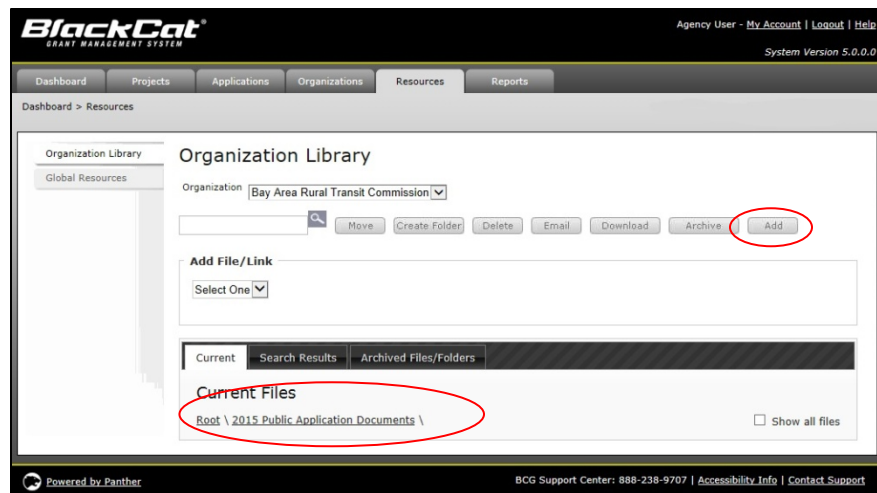 BlackCat®
GRANT MANAGEMENT SYSTEM
Agency User - My Account | Logout | Help
System Version 5.0.0.0
Dashboard Projects Applications Organizations Resources Reports
Dashboard > Resources
Organization Library
Global Resources
Organization Library
Organization Bay Area Rural Transit Commission
Move Create Folder Delete Email Download Archive Add
Add File/Link
Select One
Current Search Results Archived Files/Folders
Current Files
Root \ 2015 Public Application Documents \
Show all files
Powered by Panther
BCG Support Center: 888-238-9707 | Accessibility Info | Contact Support